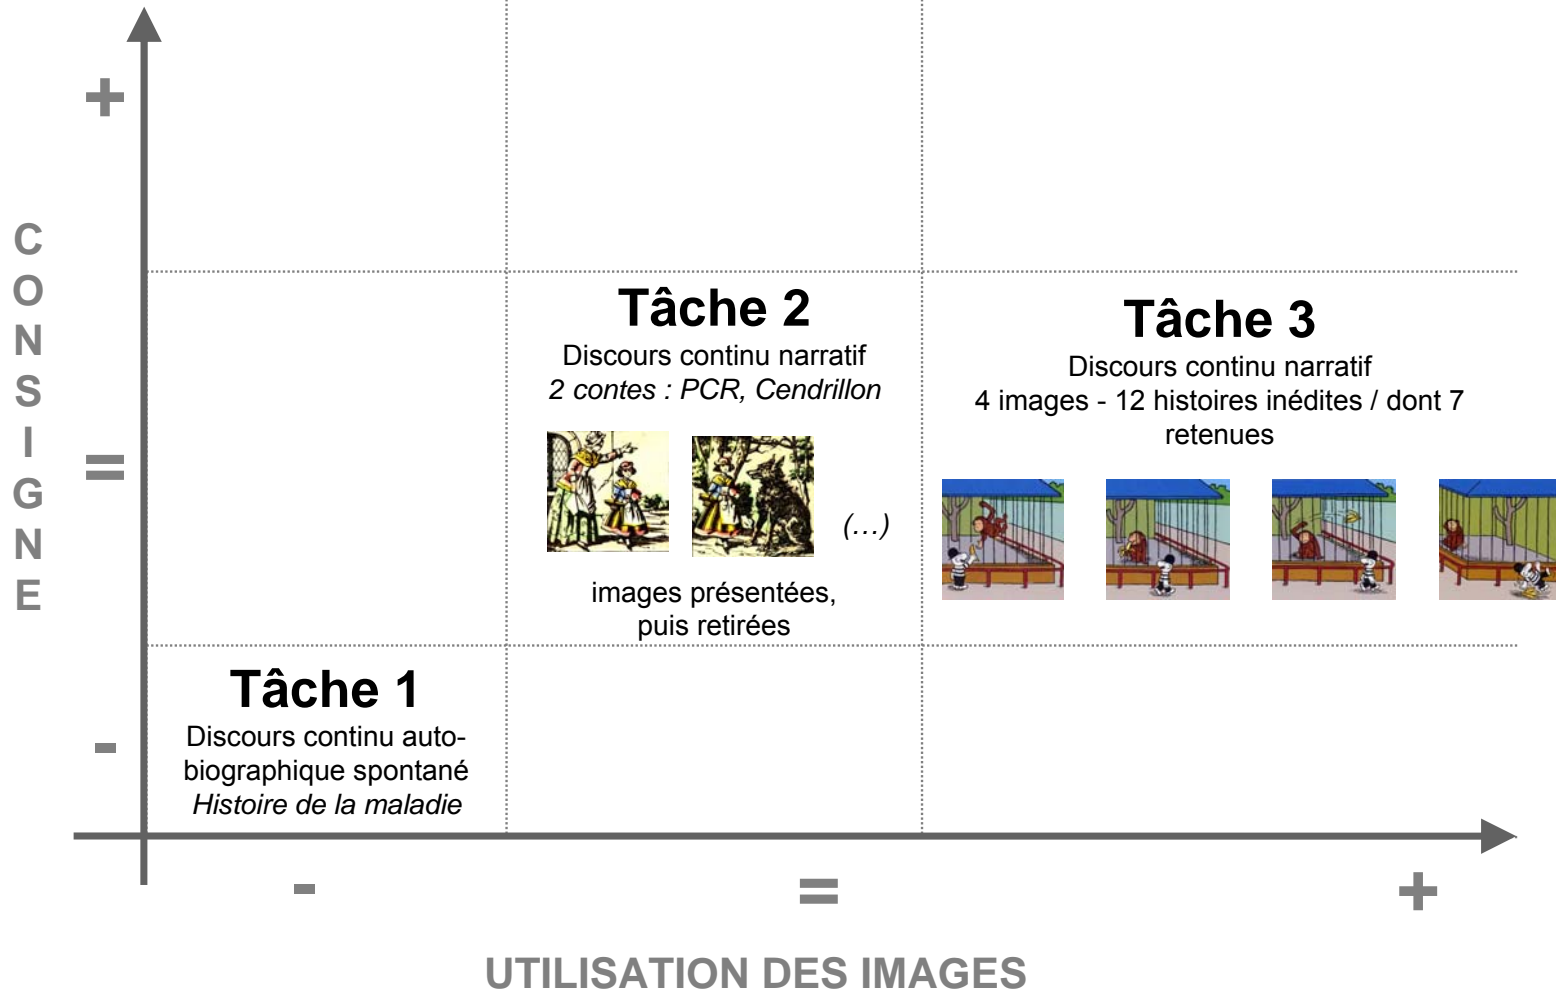 +
CONSIGNE
=
-
Tâche 2
Discours continu narratif
2 contes : PCR, Cendrillon
(…)
images présentées,
puis retirées
Tâche 3
Discours continu narratif
4 images - 12 histoires inédites / dont 7
retenues
Tâche 1
Discours continu auto-
biographique spontané
Histoire de la maladie
- = +
UTILISATION DES IMAGES